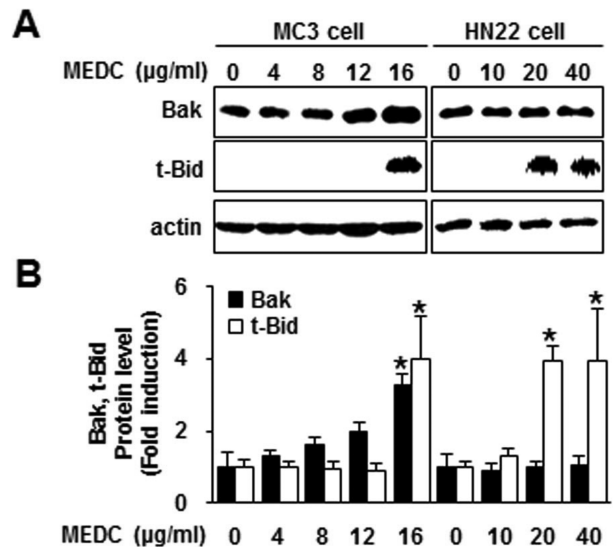 A
MC3 cell HN22 cell
MEDC (μg/ml) 0 4 8 12 16 0 10 20 40
Bak
t-Bid
actin
B
Bak, t-Bid
Protein level
(Fold induction)
6
4
2
0
Bak
t-Bid
* * * *
MEDC (μg/ml) 0 4 8 12 16 0 10 20 40